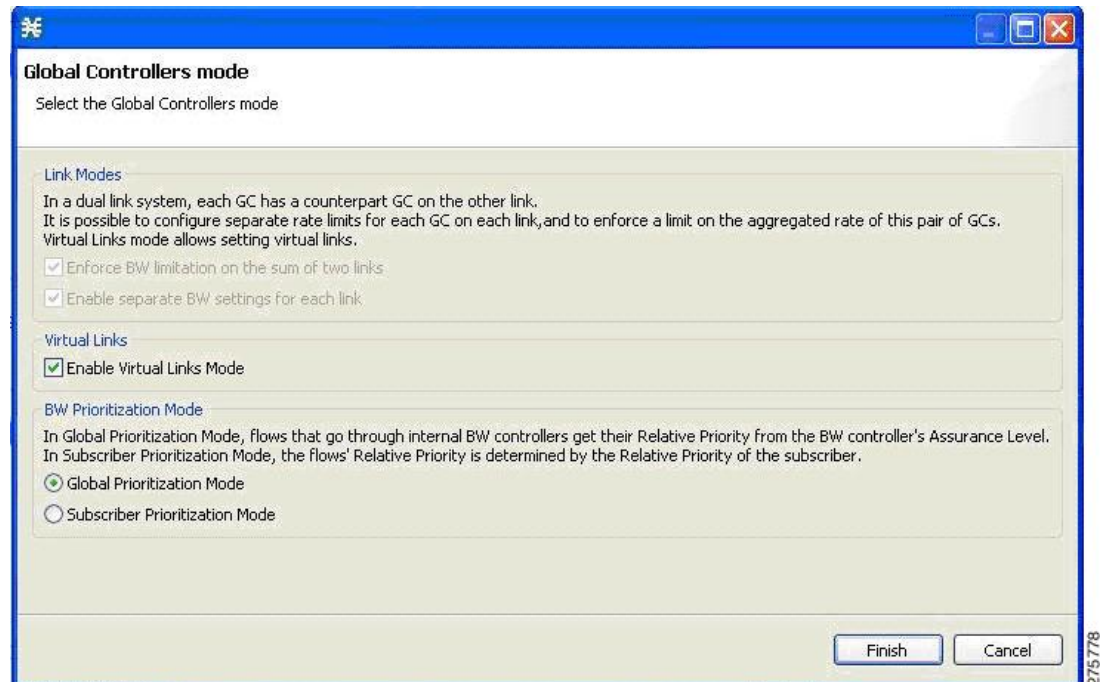 Global Controllers mode
Select the Global Controllers mode
Link Modes
In a dual link system, each GC has a counterpart GC on the other link.
It is possible to configure separate rate limits for each GC on each link,and to enforce a limit on the aggregated rate of this pair of GCs.
Virtual Links mode allows setting virtual links.
Enforce BW limitation on the sum of two links
Enable separate BW settings for each link
Virtual Links
Enable Virtual Links Mode
BW Prioritization Mode
In Global Prioritization Mode, flows that go through internal BW controllers get their Relative Priority from the BW controller's Assurance Level.
In Subscriber Prioritization Mode, the flows' Relative Priority is determined by the Relative Priority of the subscriber.
Global Prioritization Mode
Subscriber Prioritization Mode
Finish
Cancel
275778